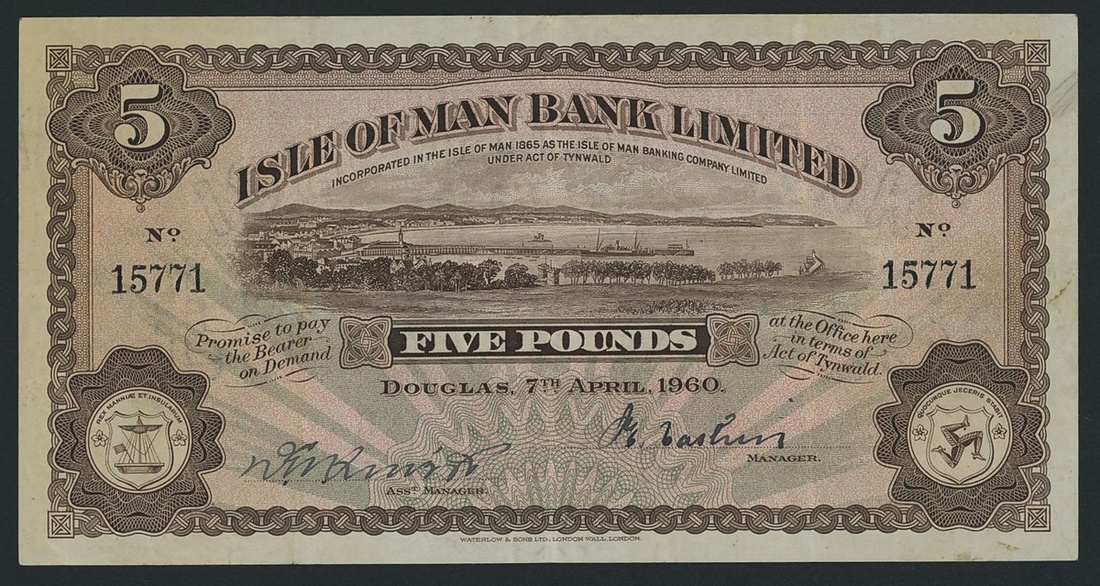 5 5
ISLE OF MAN BANK LIMITED
INCORPORATED IN THE ISLE OF MAN 1865 AS THE ISLE OF MAN BANKING COMPANY LIMITED
UNDER ACT OF TYNWALD
No. No.
15771 15771
Promise to pay
the Bearer
on Demand
FIVE POUNDS
at the Office here
in terms of
Act of Tynwald.
DOUGLAS, 7TH APRIL, 1960.
REX MANNIÆ ET INSULARUM
QUOCUNQUE JECERIS STABIT
MANAGER.
ASST MANAGER.
WATERLOW & SONS LTD., LONDON WALL, LONDON.